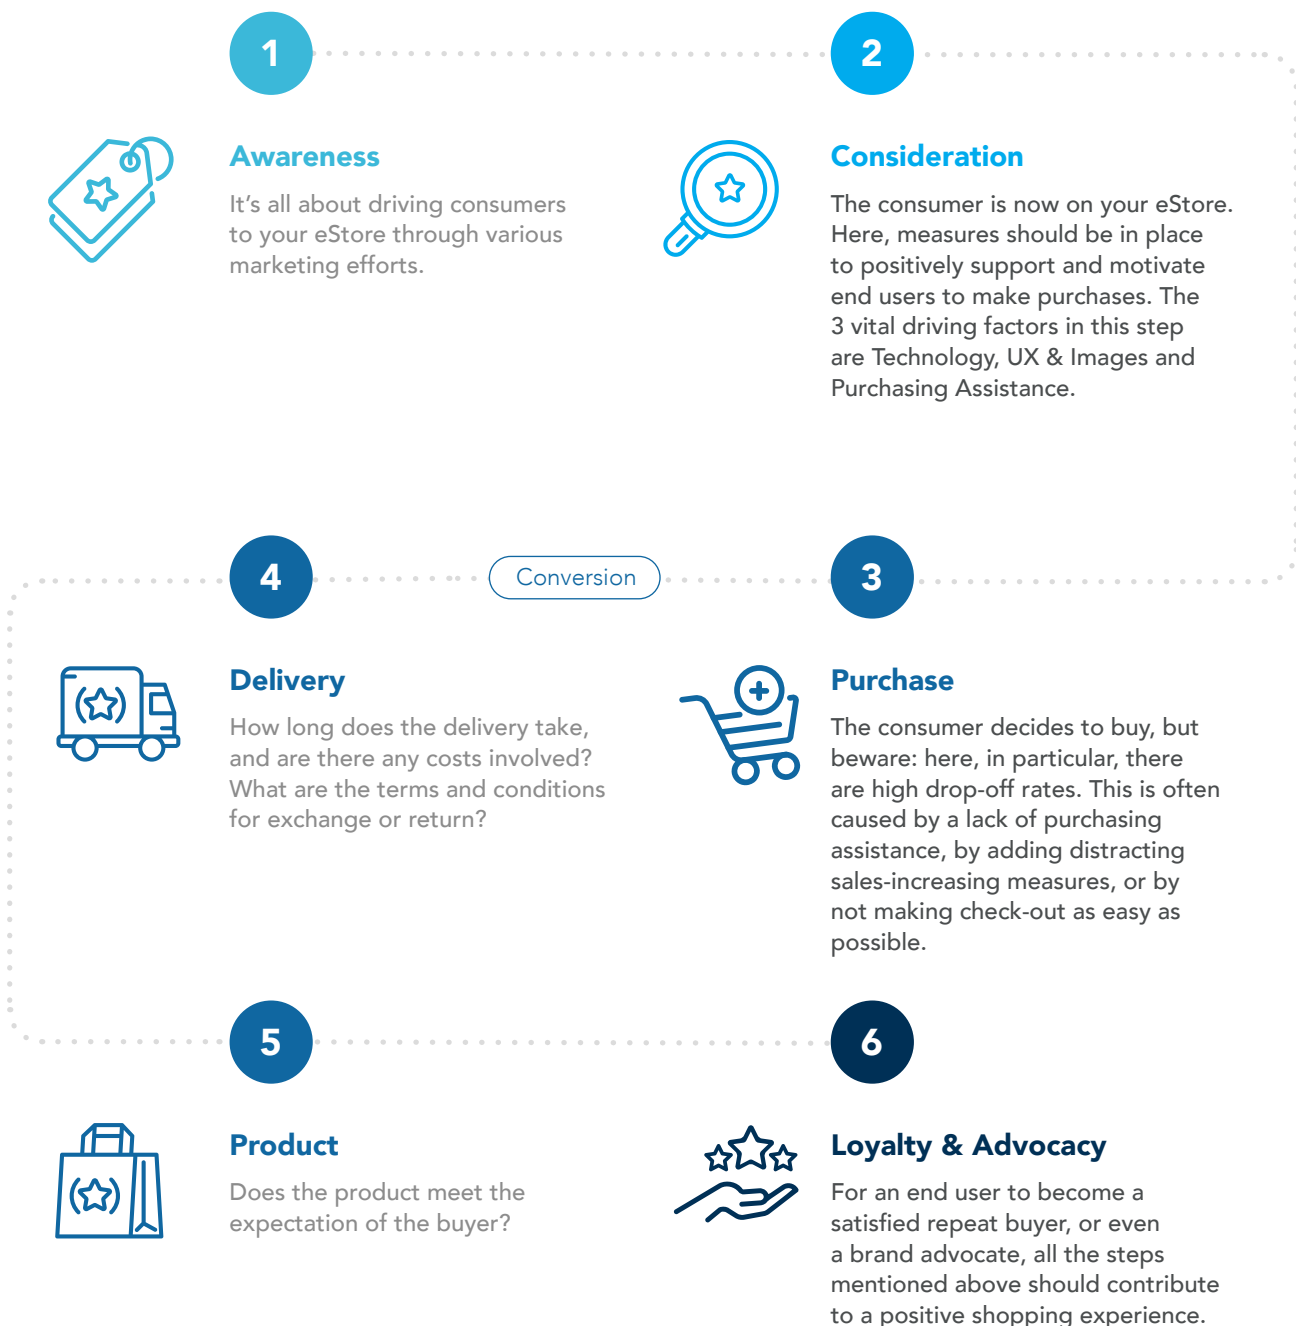 1
Awareness
It's all about driving consumers
to your eStore through various
marketing efforts.
2
Consideration
The consumer is now on your eStore.
Here, measures should be in place
to positively support and motivate
end users to make purchases. The
3 vital driving factors in this step
are Technology, UX & Images and
Purchasing Assistance.
3
Purchase
The consumer decides to buy, but
beware: here, in particular, there
are high drop-off rates. This is often
caused by a lack of purchasing
assistance, by adding distracting
sales-increasing measures, or by
not making check-out as easy as
possible.
Conversion
4
Delivery
How long does the delivery take,
and are there any costs involved?
What are the terms and conditions
for exchange or return?
5
Product
Does the product meet the
expectation of the buyer?
6
Loyalty & Advocacy
For an end user to become a
satisfied repeat buyer, or even
a brand advocate, all the steps
mentioned above should contribute
to a positive shopping experience.